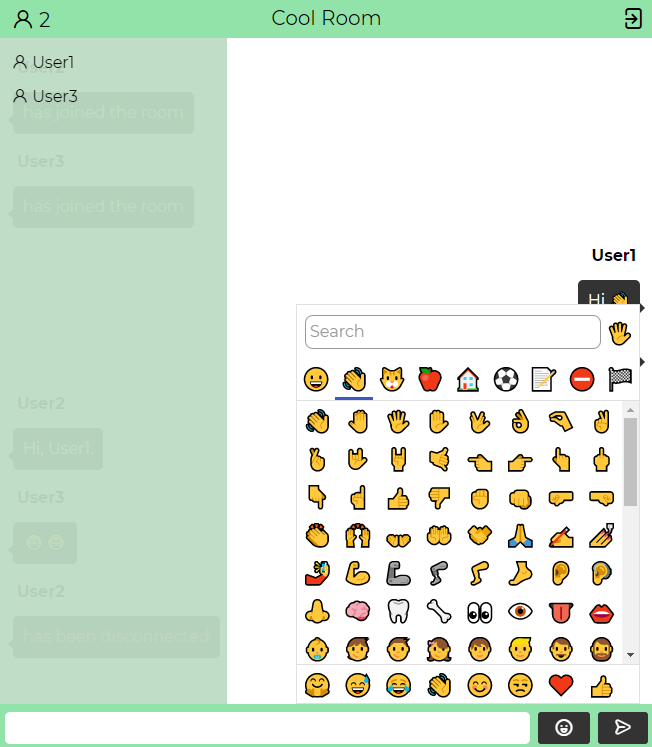 2
Cool Room
User1
User2
User3
has joined the room
User3
has joined the room
User1
Hi 👋
Search
User2
Hi, User1.
User3
User2
has been disconnected